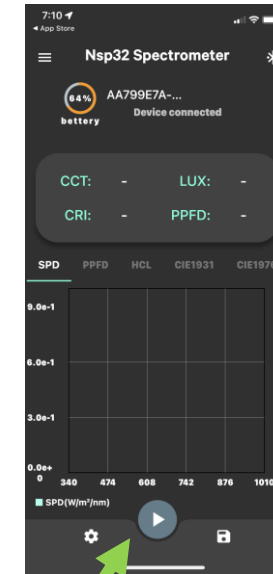 7:10
App Store
Nsp32 Spectrometer
64%
bettery
AA799E7A-...
Device connected
CCT: - LUX: -
CRI: - PPFD: -
SPD PPFD HCL CIE1931 CIE1976
9.0e-1
6.0e-1
3.0e-1
0.0e+
0
340 474 608 742 876 1010
SPD(W/m²/nm)